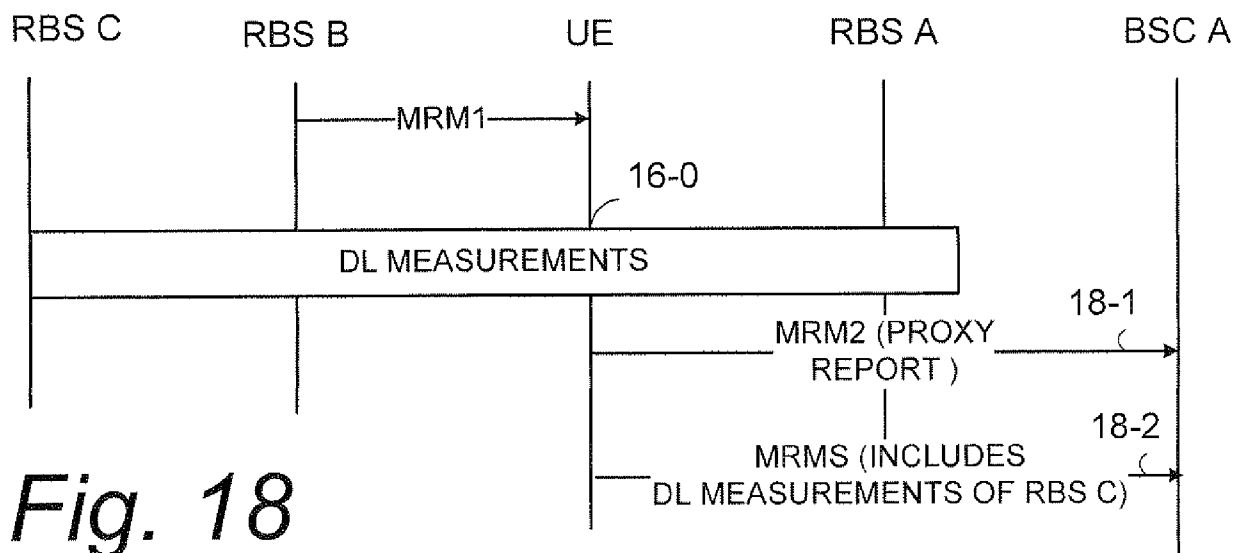 RBS C RBS B UE RBS A BSC A
MRM1
16-0
DL MEASUREMENTS
18-1
MRM2 (PROXY
REPORT )
18-2
MRMS (INCLUDES
DL MEASUREMENTS OF RBS C)
Fig. 18